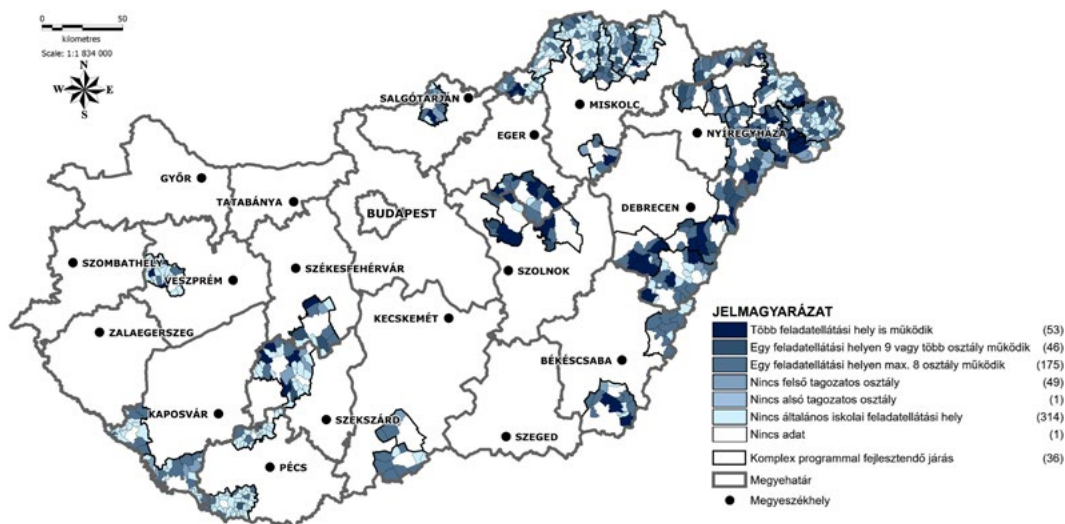 0 50
kilometres
Scale: 1:1 834 000
N
W E
S
SALGÓTARJÁN
MISKOLC
EGER
NYÍREGYHÁZA
GYŐR
TATABÁNYA
BUDAPEST
DEBRECEN
SZOMBATHELY
VESZPRÉM
SZÉKESFEHÉRVÁR
SZOLNOK
ZALAEGERSZEG
KECSKEMÉT
BÉKÉSCSABA
KAPOSVÁR
SZEKSZÁRD
SZEGED
PÉCS
JELMAGYARÁZAT
Több feladatellátási hely is működik (53)
Egy feladatellátási helyen 9 vagy több osztály működik (46)
Egy feladatellátási helyen max. 8 osztály működik (175)
Nincs felső tagozatos osztály (49)
Nincs alsó tagozatos osztály (1)
Nincs általános iskolai feladatellátási hely (314)
Nincs adat (1)
Komplex programmal fejlesztendő járás (36)
Megyehatár
Megyeszékhely